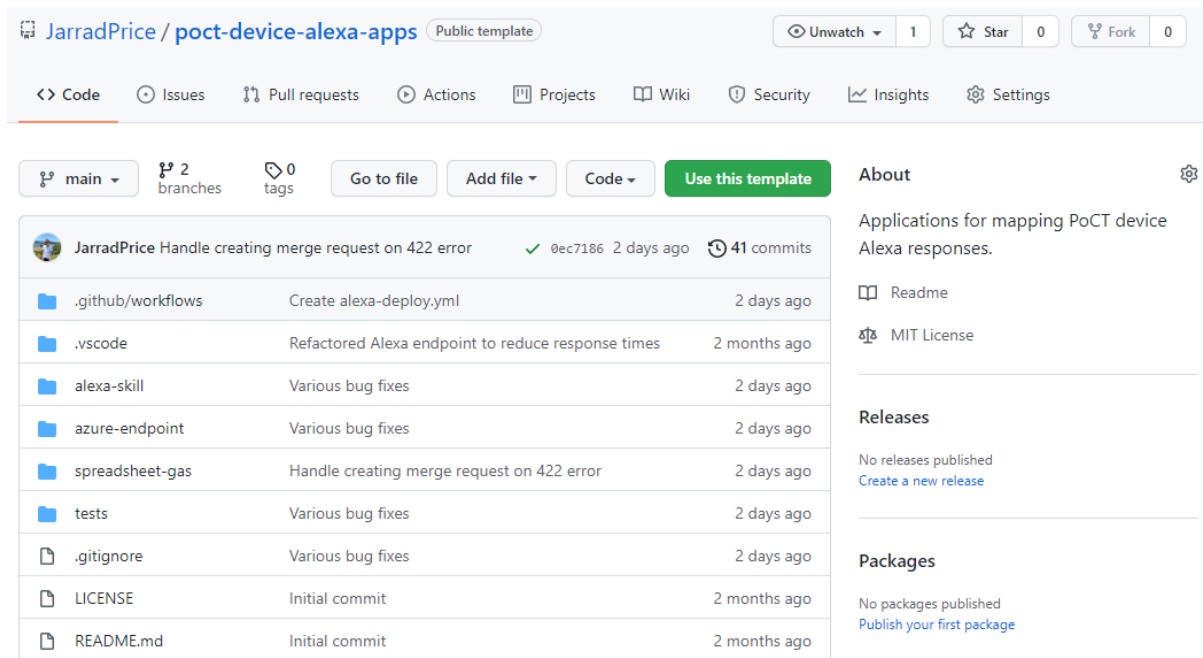 JarradPrice / poct-device-alexa-apps Public template
Unwatch 1 Star 0 Fork 0
Code Issues Pull requests Actions Projects Wiki Security Insights Settings
main 2 branches 0 tags Go to file Add file Code Use this template
JarradPrice Handle creating merge request on 422 error 0ec7186 2 days ago 41 commits
.github/workflows Create alexa-deploy.yml 2 days ago
.vscode Refactored Alexa endpoint to reduce response times 2 months ago
alexa-skill Various bug fixes 2 days ago
azure-endpoint Various bug fixes 2 days ago
spreadsheet-gas Handle creating merge request on 422 error 2 days ago
tests Various bug fixes 2 days ago
.gitignore Various bug fixes 2 days ago
LICENSE Initial commit 2 months ago
README.md Initial commit 2 months ago
About
Applications for mapping PoCT device
Alexa responses.
Readme
MIT License
Releases
No releases published
Create a new release
Packages
No packages published
Publish your first package